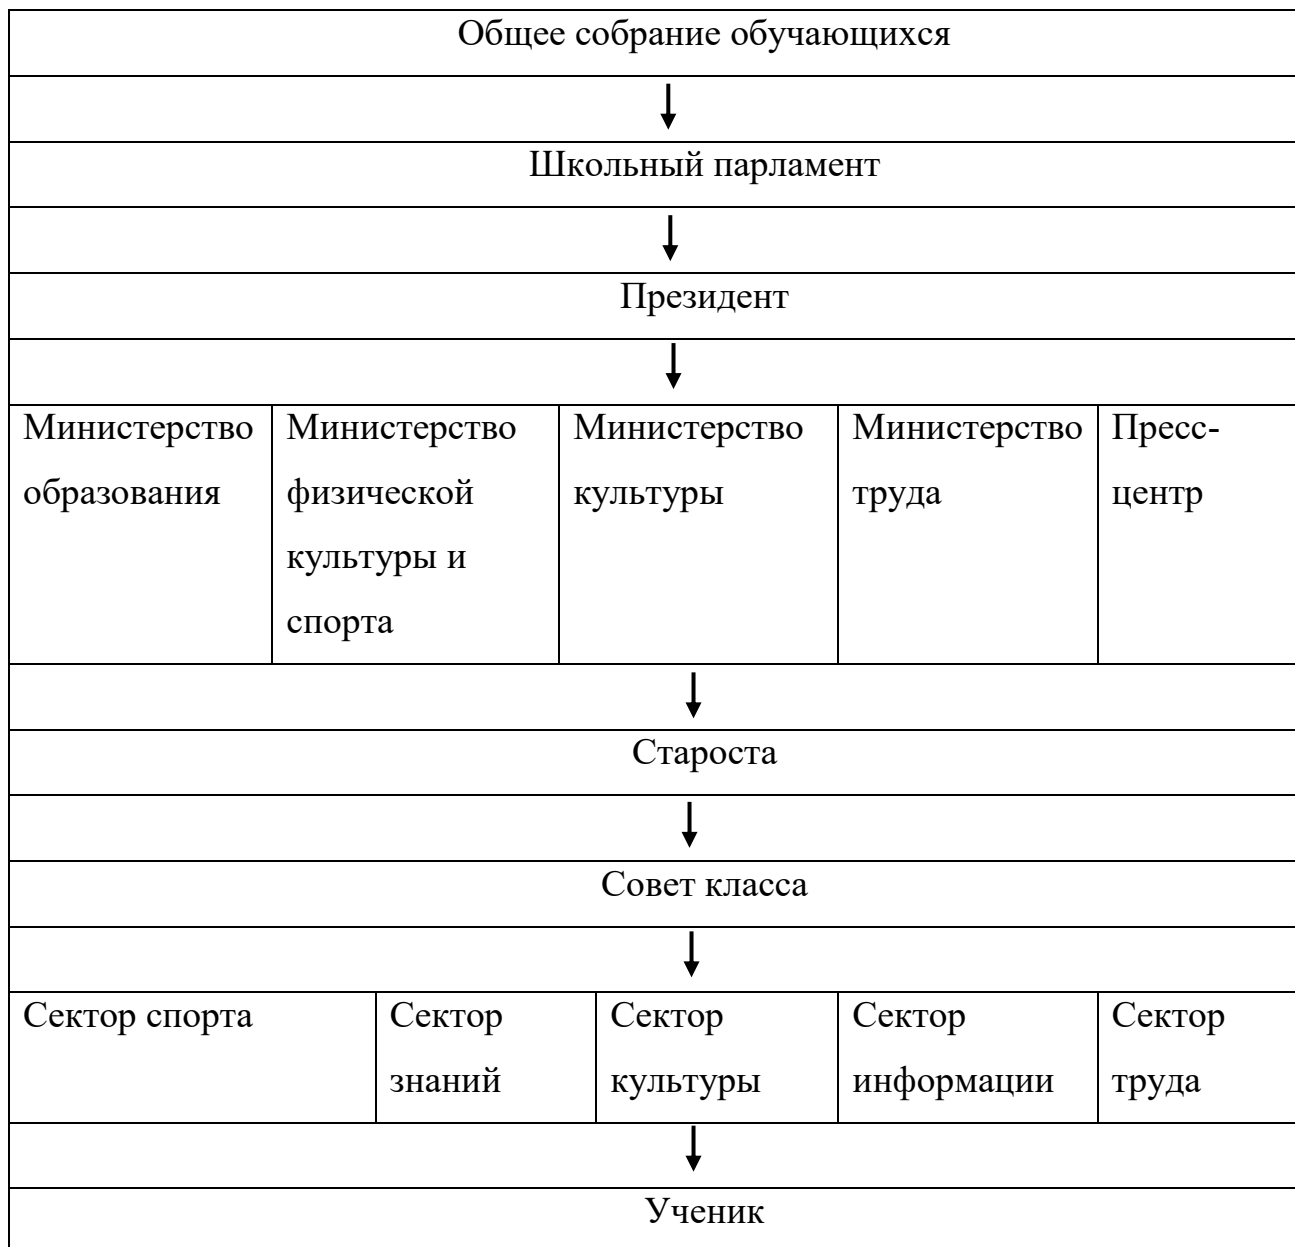 Общее собрание обучающихся
Школьный парламент
Президент
Министерство
образования
Министерство
физической
культуры и
спорта
Министерство
культуры
Министерство
труда
Пресс-
центр
Староста
Совет класса
Сектор спорта
Сектор
знаний
Сектор
культуры
Сектор
информации
Сектор
труда
Ученик